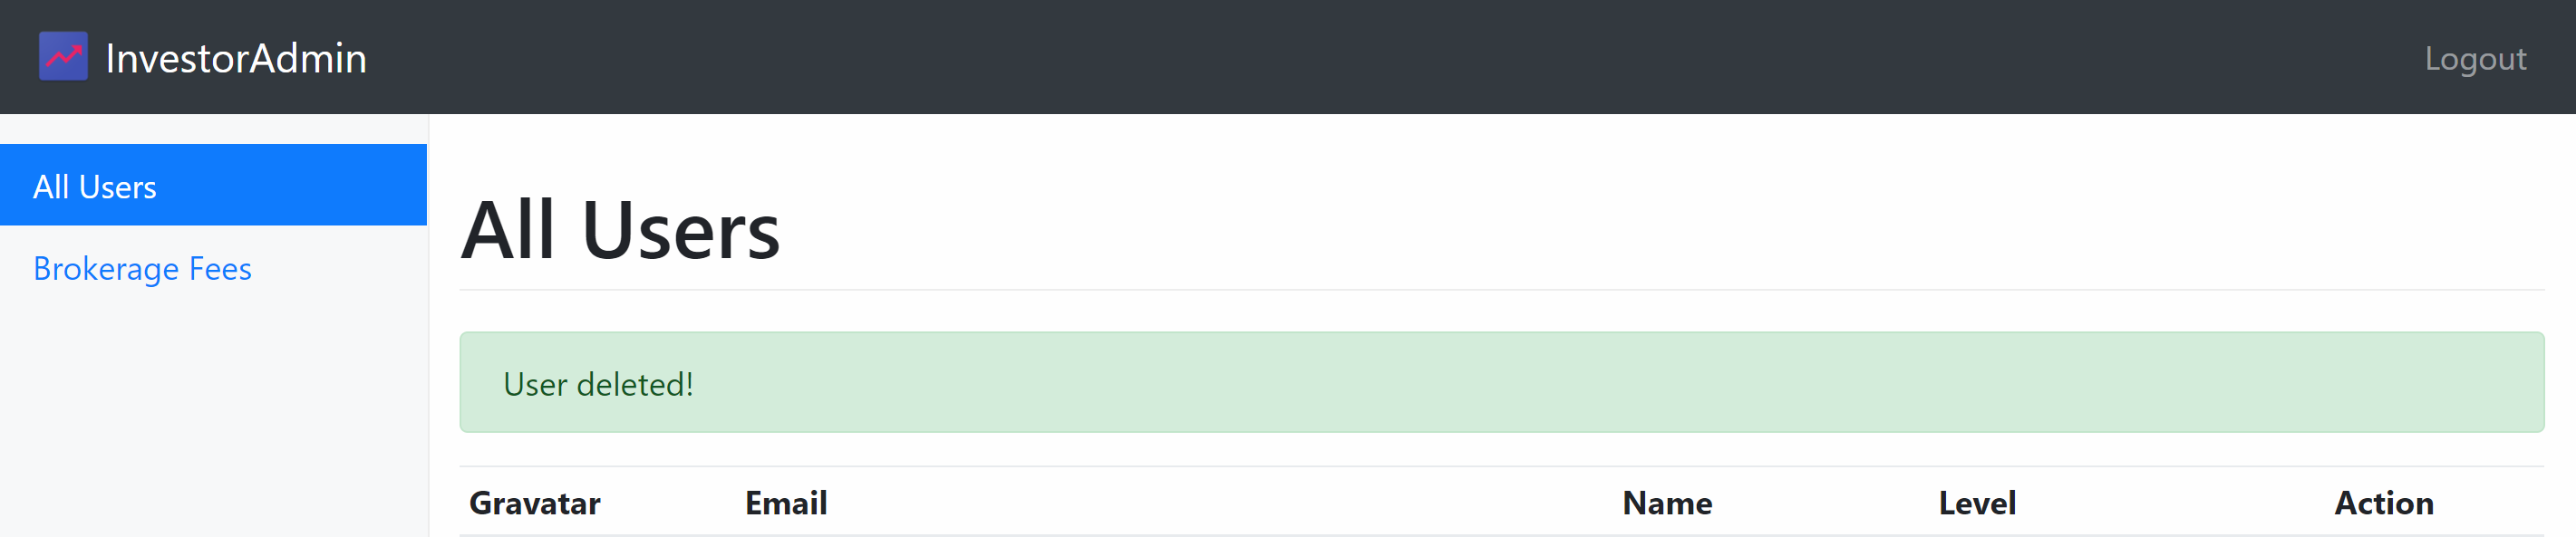 InvestorAdmin
Logout
All Users
Brokerage Fees
All Users
User deleted!
Gravatar Email Name Level Action